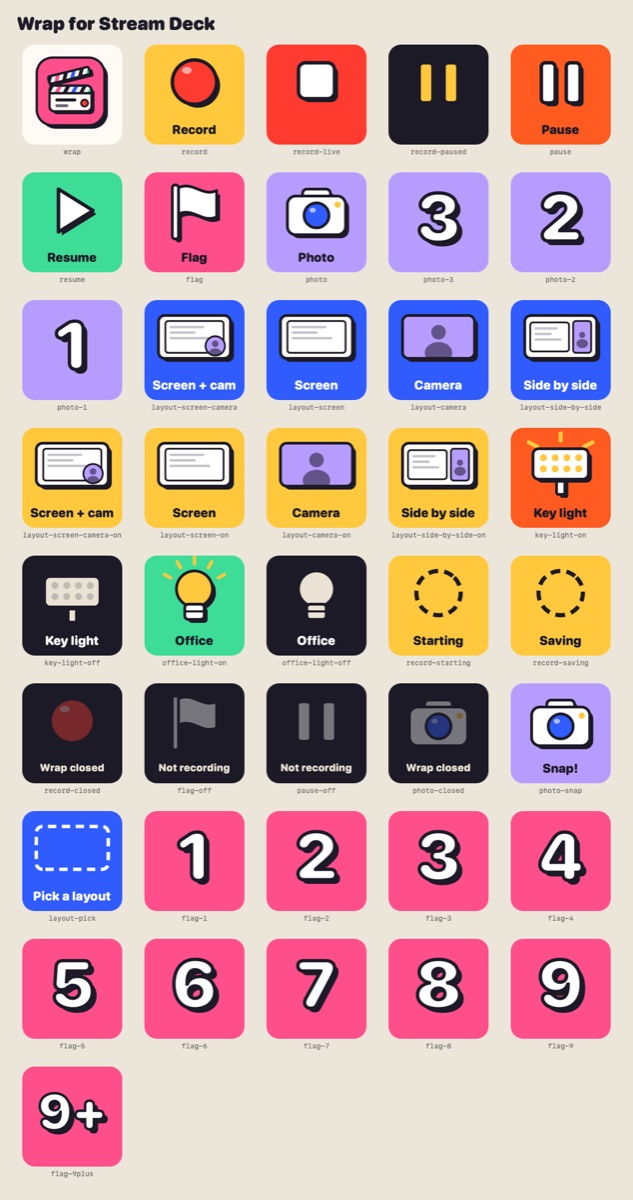 Wrap for Stream Deck
wrap
Record
record
record-live
record-paused
Pause
pause
Resume
resume
Flag
flag
Photo
photo
3
photo-3
2
photo-2
1
photo-1
Screen + cam
layout-screen-camera
Screen
layout-screen
Camera
layout-camera
Side by side
layout-side-by-side
Screen + cam
layout-screen-camera-on
Screen
layout-screen-on
Camera
layout-camera-on
Side by side
layout-side-by-side-on
Key light
key-light-on
Key light
key-light-off
Office
office-light-on
Office
office-light-off
Starting
record-starting
Saving
record-saving
Wrap closed
record-closed
Not recording
flag-off
Not recording
pause-off
Wrap closed
photo-closed
Snap!
photo-snap
Pick a layout
layout-pick
1
flag-1
2
flag-2
3
flag-3
4
flag-4
5
flag-5
6
flag-6
7
flag-7
8
flag-8
9
flag-9
9+
flag-9plus